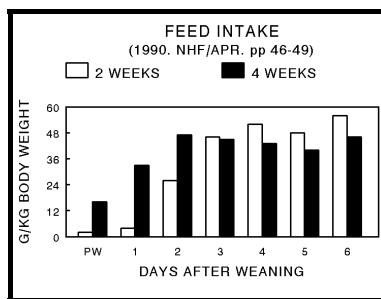 FEED INTAKE
(1990. NHF/APR. pp 46-49)
2 WEEKS 4 WEEKS
G/KG BODY WEIGHT
60
48
36
24
12
0
PW 1 2 3 4 5 6
DAYS AFTER WEANING